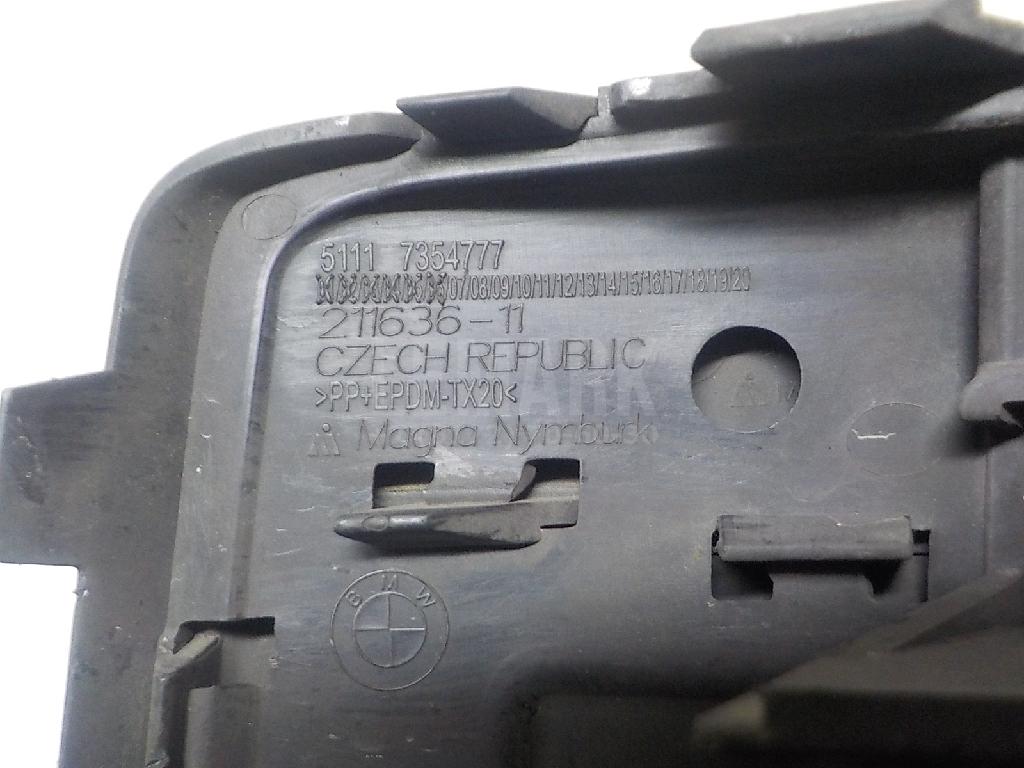 5111 7354777
07/08/09/10/11/12/13/14/15/16/17/18/19/20
211636-11
CZECH REPUBLIC
>PP+EPDM-TX20<
Magna Nymburk
BMW